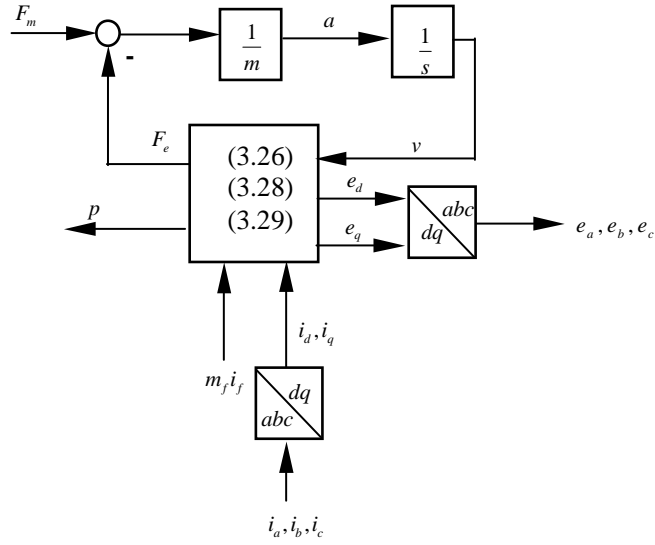 F_m
a
1
m
1
s
-
F_e
v
(3.26)
(3.28)
(3.29)
e_d
e_q
p
abc
dq
e_a, e_b, e_c
i_d, i_q
m_f i_f
dq
abc
i_a, i_b, i_c